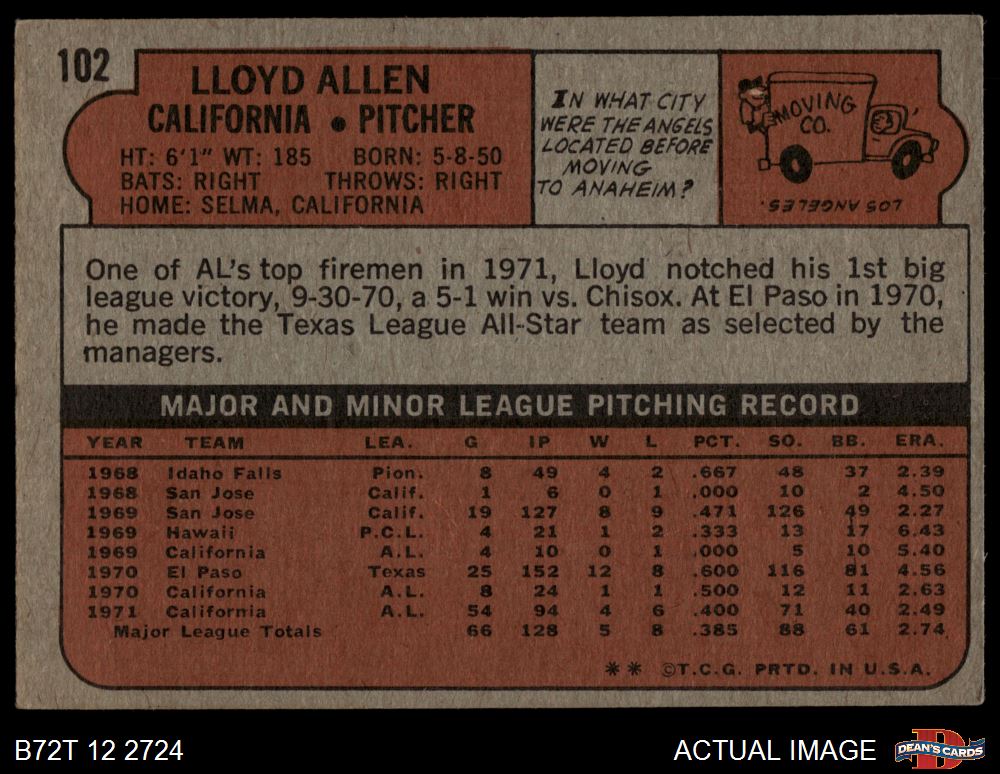 102
LLOYD ALLEN
CALIFORNIA • PITCHER
HT: 6'1" WT: 185 BORN: 5-8-50
BATS: RIGHT THROWS: RIGHT
HOME: SELMA, CALIFORNIA
IN WHAT CITY
WERE THE ANGELS
LOCATED BEFORE
MOVING
TO ANAHEIM?
MOVING
CO.
LOS ANGELES.
One of AL's top firemen in 1971, Lloyd notched his 1st big
league victory, 9-30-70, a 5-1 win vs. Chisox. At El Paso in 1970,
he made the Texas League All-Star team as selected by the
managers.
MAJOR AND MINOR LEAGUE PITCHING RECORD
YEAR TEAM LEA. G IP W L PCT. SO. BB. ERA.
1968 Idaho Falls Pion. 8 49 4 2 .667 48 37 2.39
1968 San Jose Calif. 1 6 0 1 .000 10 2 4.50
1969 San Jose Calif. 19 127 8 9 .471 126 49 2.27
1969 Hawaii P.C.L. 4 21 1 2 .333 13 17 6.43
1969 California A.L. 4 10 0 1 .000 5 10 5.40
1970 El Paso Texas 25 152 12 8 .600 116 81 4.56
1970 California A.L. 8 24 1 1 .500 12 11 2.63
1971 California A.L. 54 94 4 6 .400 71 40 2.49
Major League Totals 66 128 5 8 .385 88 61 2.74
** ©T.C.G. PRTD. IN U.S.A.
B72T 12 2724
ACTUAL IMAGE
D
DEAN'S CARDS